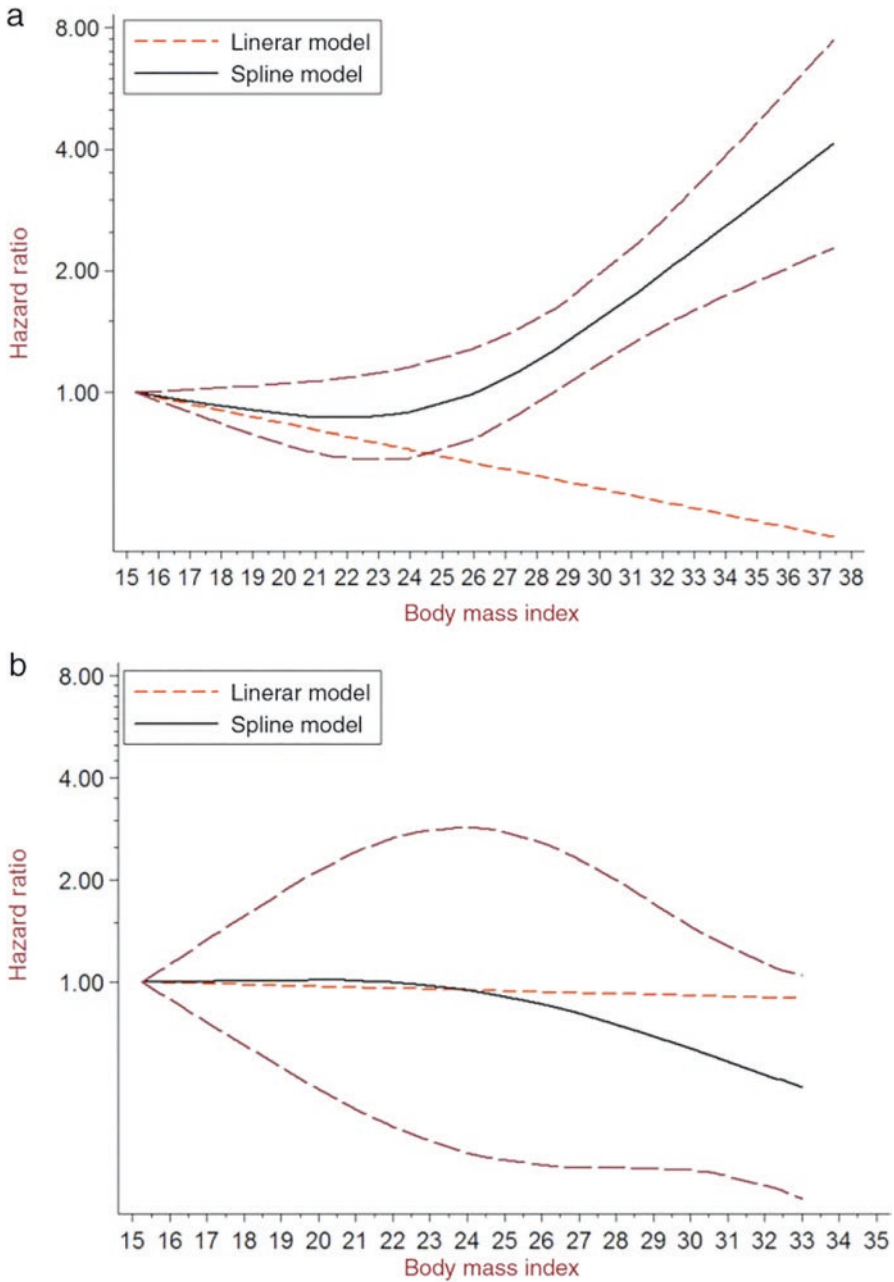 a
8.00
4.00
2.00
1.00
Hazard ratio
Linerar model
Spline model
15 16 17 18 19 20 21 22 23 24 25 26 27 28 29 30 31 32 33 34 35 36 37 38
Body mass index
b
8.00
4.00
2.00
1.00
Hazard ratio
Linerar model
Spline model
15 16 17 18 19 20 21 22 23 24 25 26 27 28 29 30 31 32 33 34 35
Body mass index